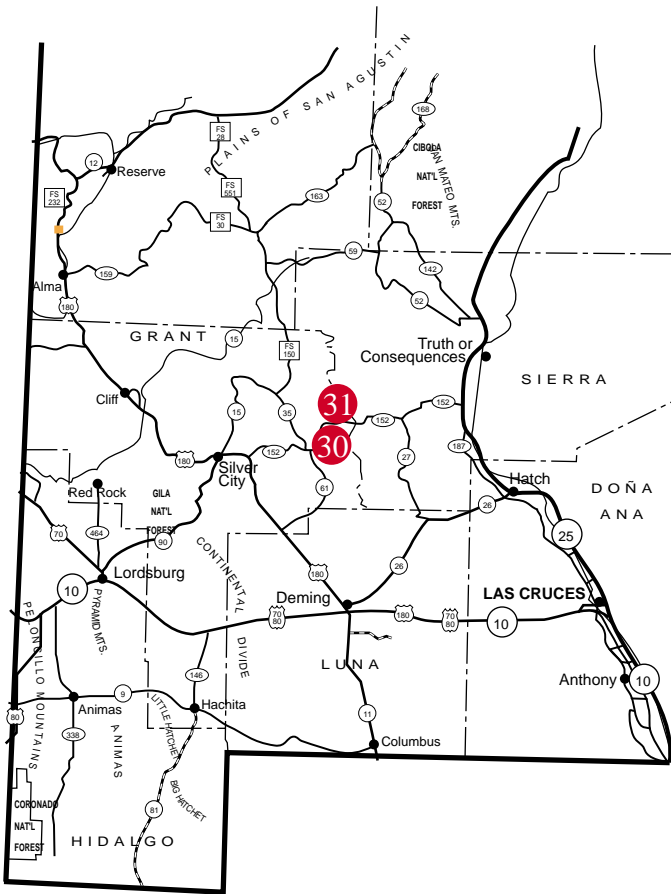 PLAINS OF SAN AGUSTIN
168
FS
28
CIBOLA
NAT'L
FOREST
SAN MATEO MTS.
12
Reserve
FS
232
FS
551
163
52
FS
30
59
142
Alma
159
52
180
GRANT
15
Truth or
Consequences
FS
150
SIERRA
Cliff
31
15
35
152
152
30
187
180
Silver
City
152
27
Red Rock
GILA
NAT'L
FOREST
61
Hatch
DOÑA
ANA
26
70
464
90
CONTINENTAL
DIVIDE
25
Lordsburg
180
26
10
PYRAMID MTS.
Deming
LAS CRUCES
70
80
180
70
80
10
PELONCILLO MOUNTAINS
LUNA
146
Anthony
10
9
Hachita
80
Animas
ANIMAS
LITTLE HATCHET
11
338
Columbus
BIG HATCHET
CORONADO
NAT'L
FOREST
81
HIDALGO